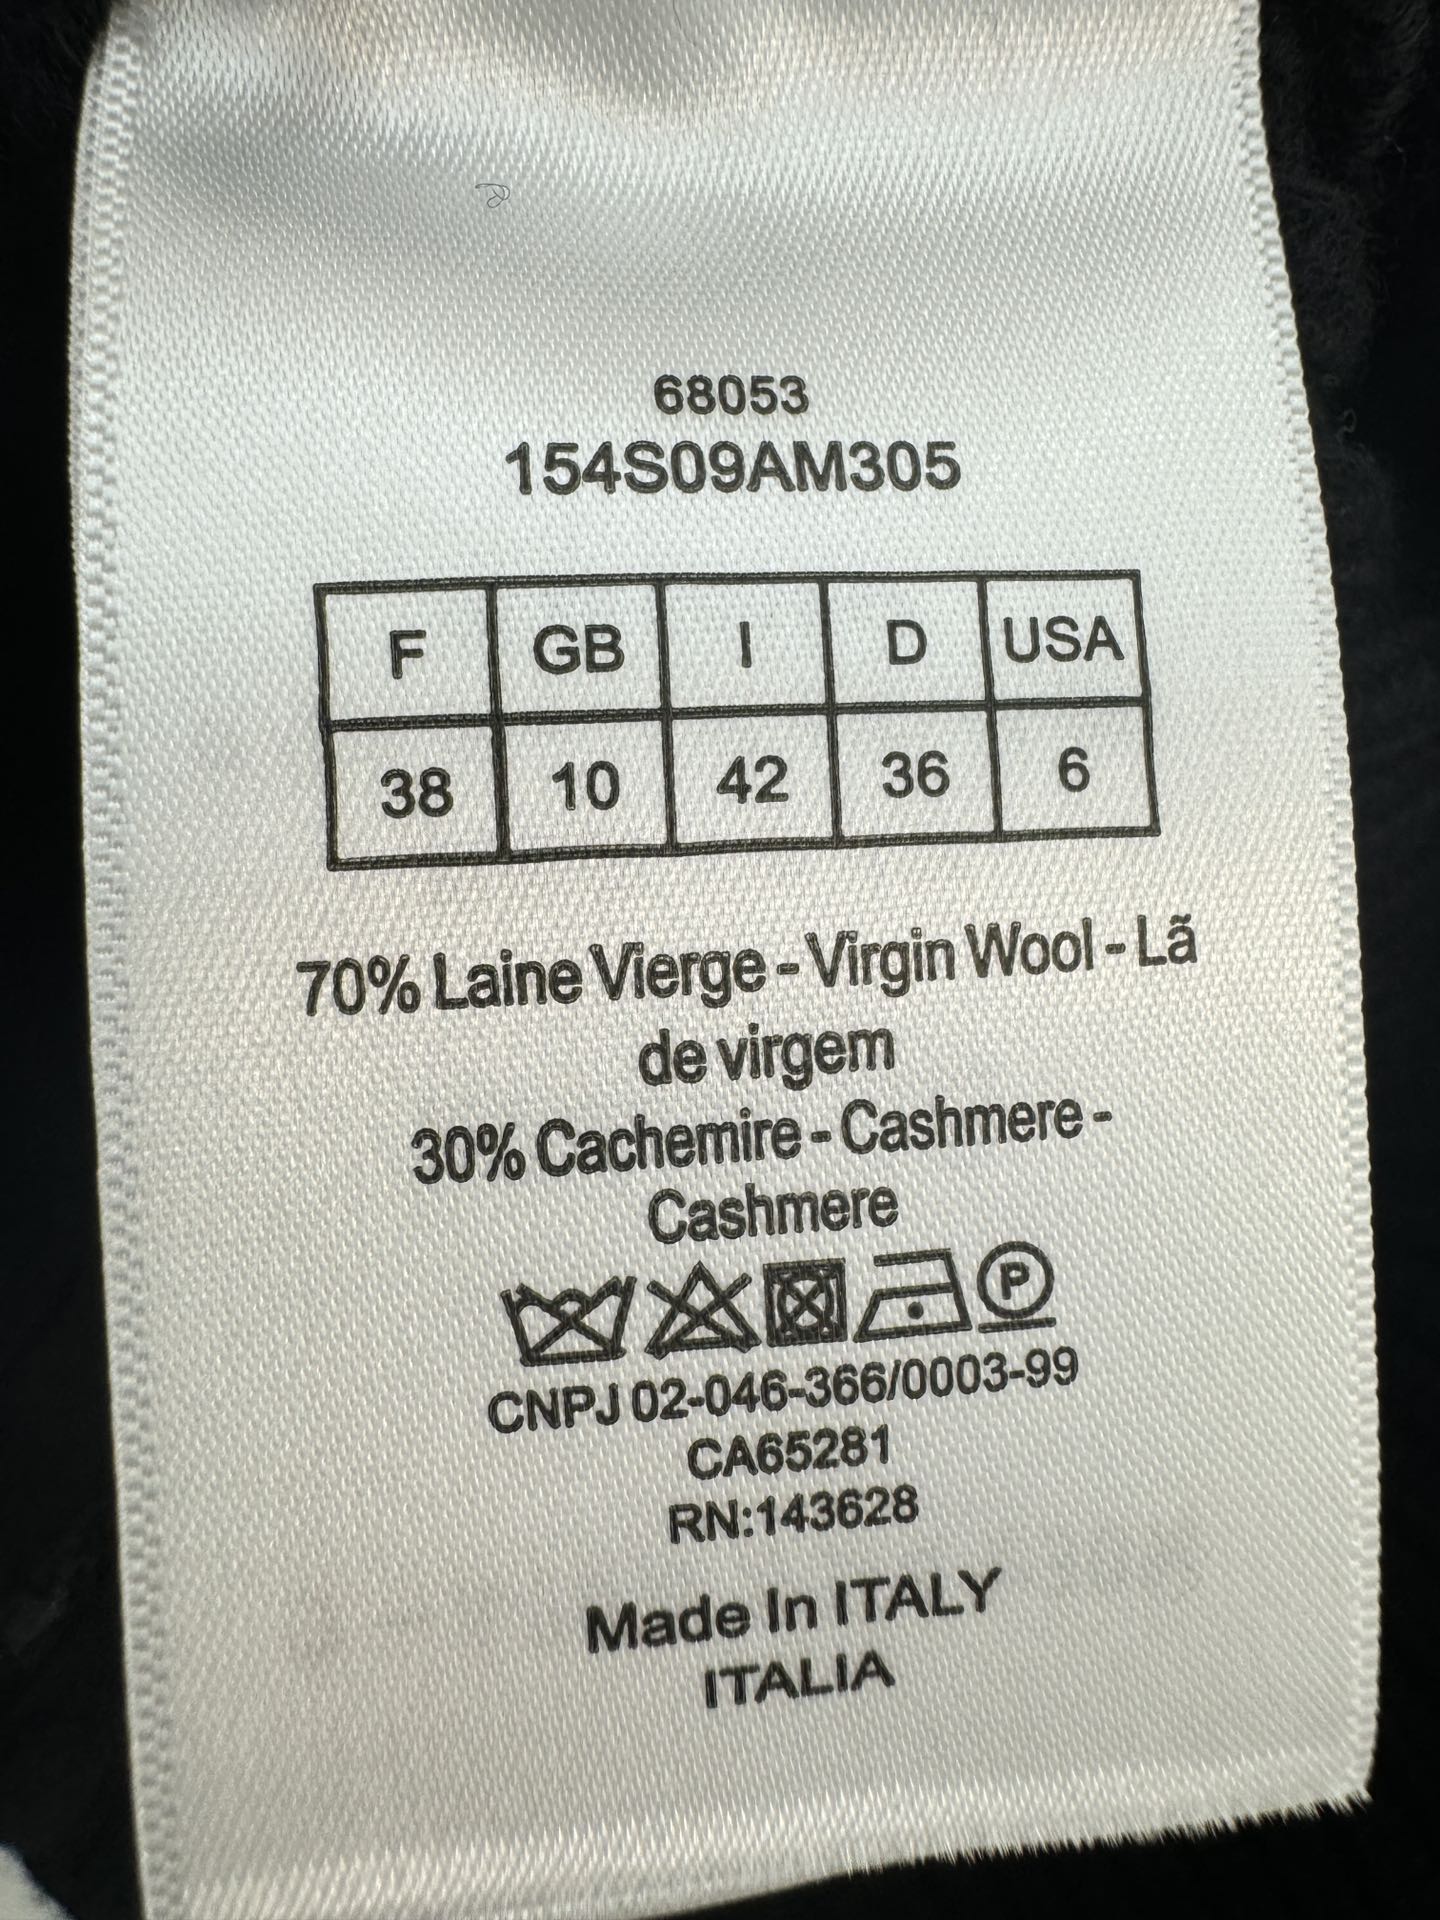 68053
154S09AM305
F GB I D USA
38 10 42 36 6
70% Laine Vierge - Virgin Wool - Lã
de virgem
30% Cachemire - Cashmere -
Cashmere
P
CNPJ 02-046-366/0003-99
CA65281
RN:143628
Made In ITALY
ITALIA